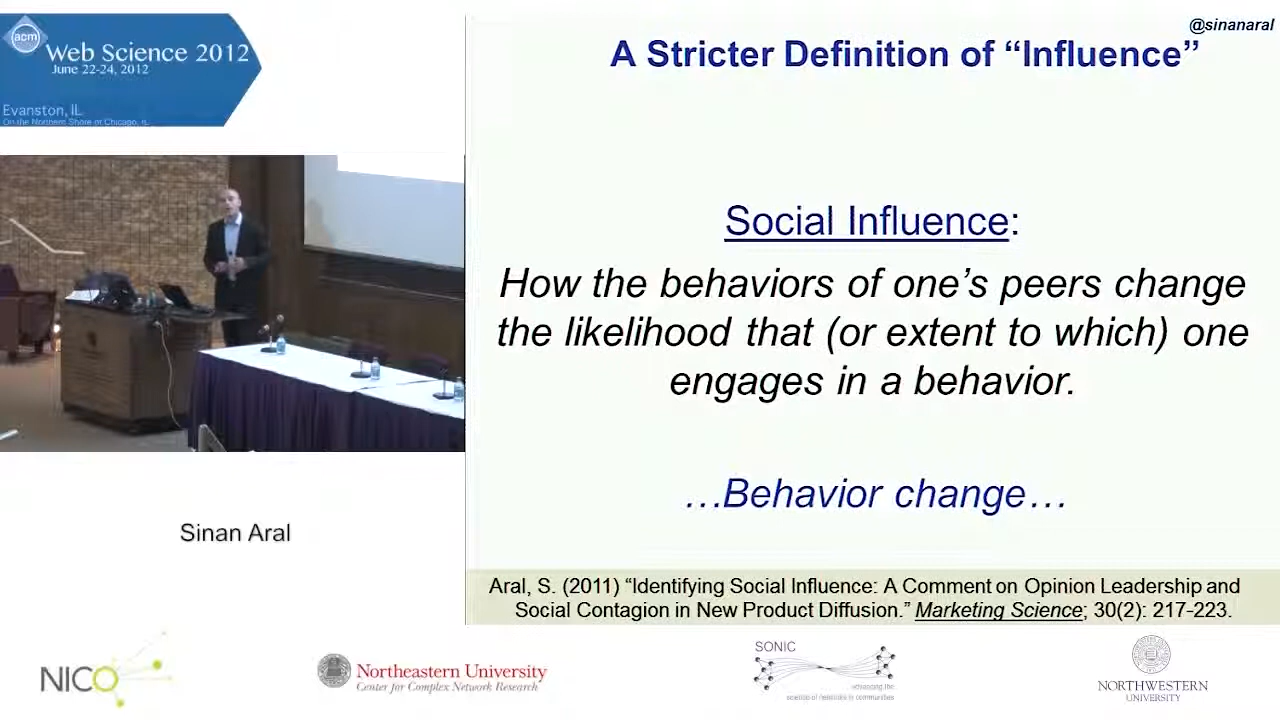 acm
Web Science 2012
June 22-24, 2012
Evanston, IL
On the Northern Shore of Chicago, IL
@sinanaral
A Stricter Definition of “Influence”
Social Influence:
How the behaviors of one’s peers change
the likelihood that (or extent to which) one
engages in a behavior.
…Behavior change…
Sinan Aral
Aral, S. (2011) “Identifying Social Influence: A Comment on Opinion Leadership and
Social Contagion in New Product Diffusion.” Marketing Science; 30(2): 217-223.
NICO
Northeastern University
Center for Complex Network Research
SONIC
advancing the
science of networks in communities
NORTHWESTERN
UNIVERSITY